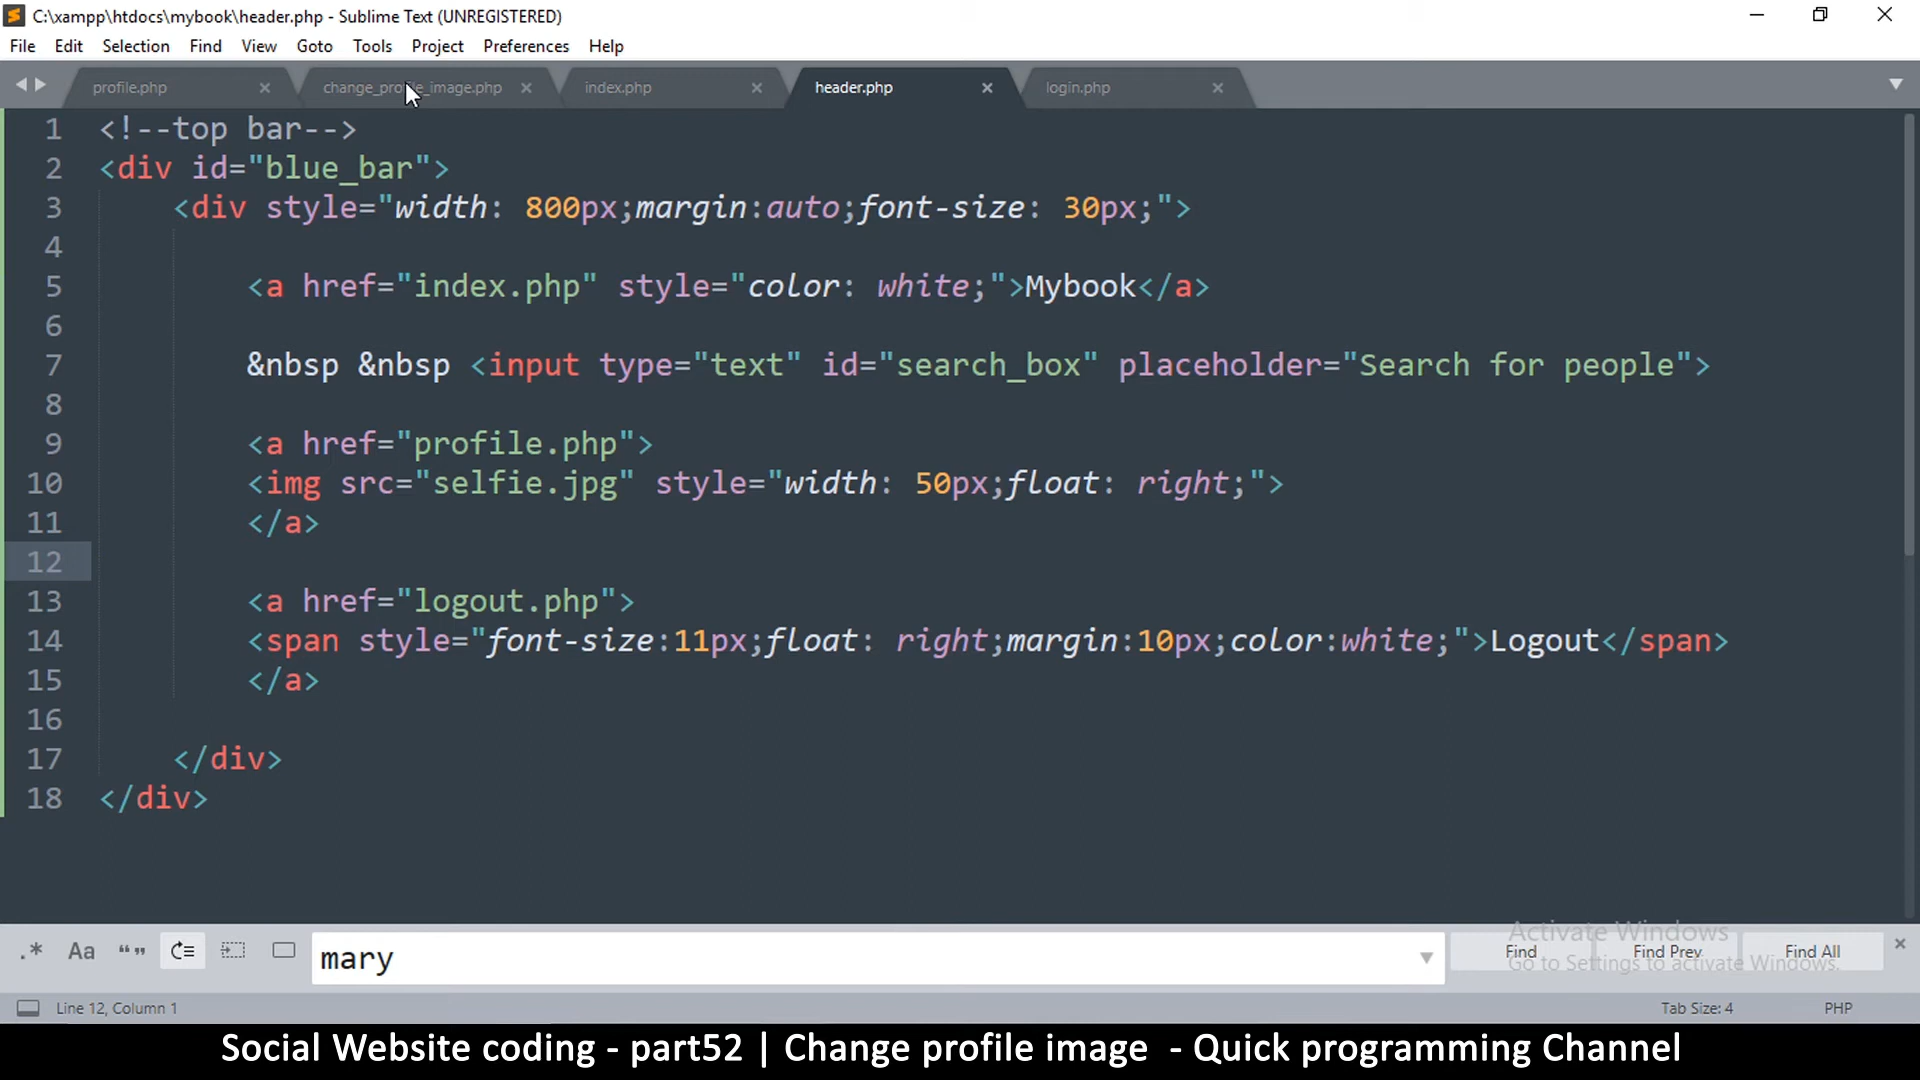 C:\xampp\htdocs\mybook\header.php - Sublime Text (UNREGISTERED)
File Edit Selection Find View Goto Tools Project Preferences Help
profile.php change_profile_image.php index.php header.php login.php
1 <!--top bar-->
2 <div id="blue_bar">
3 <div style="width: 800px;margin:auto;font-size: 30px;">
4
5 <a href="index.php" style="color: white;">Mybook</a>
6
7 &nbsp &nbsp <input type="text" id="search_box" placeholder="Search for people">
8
9 <a href="profile.php">
10 <img src="selfie.jpg" style="width: 50px;float: right;">
11 </a>
12
13 <a href="logout.php">
14 <span style="font-size:11px;float: right;margin:10px;color:white;">Logout</span>
15 </a>
16
17 </div>
18 </div>
.* Aa “” mary Find Find Prev Find All
Activate Windows
Go to Settings to activate Windows.
Line 12, Column 1 Tab Size: 4 PHP
Social Website coding - part52 | Change profile image - Quick programming Channel